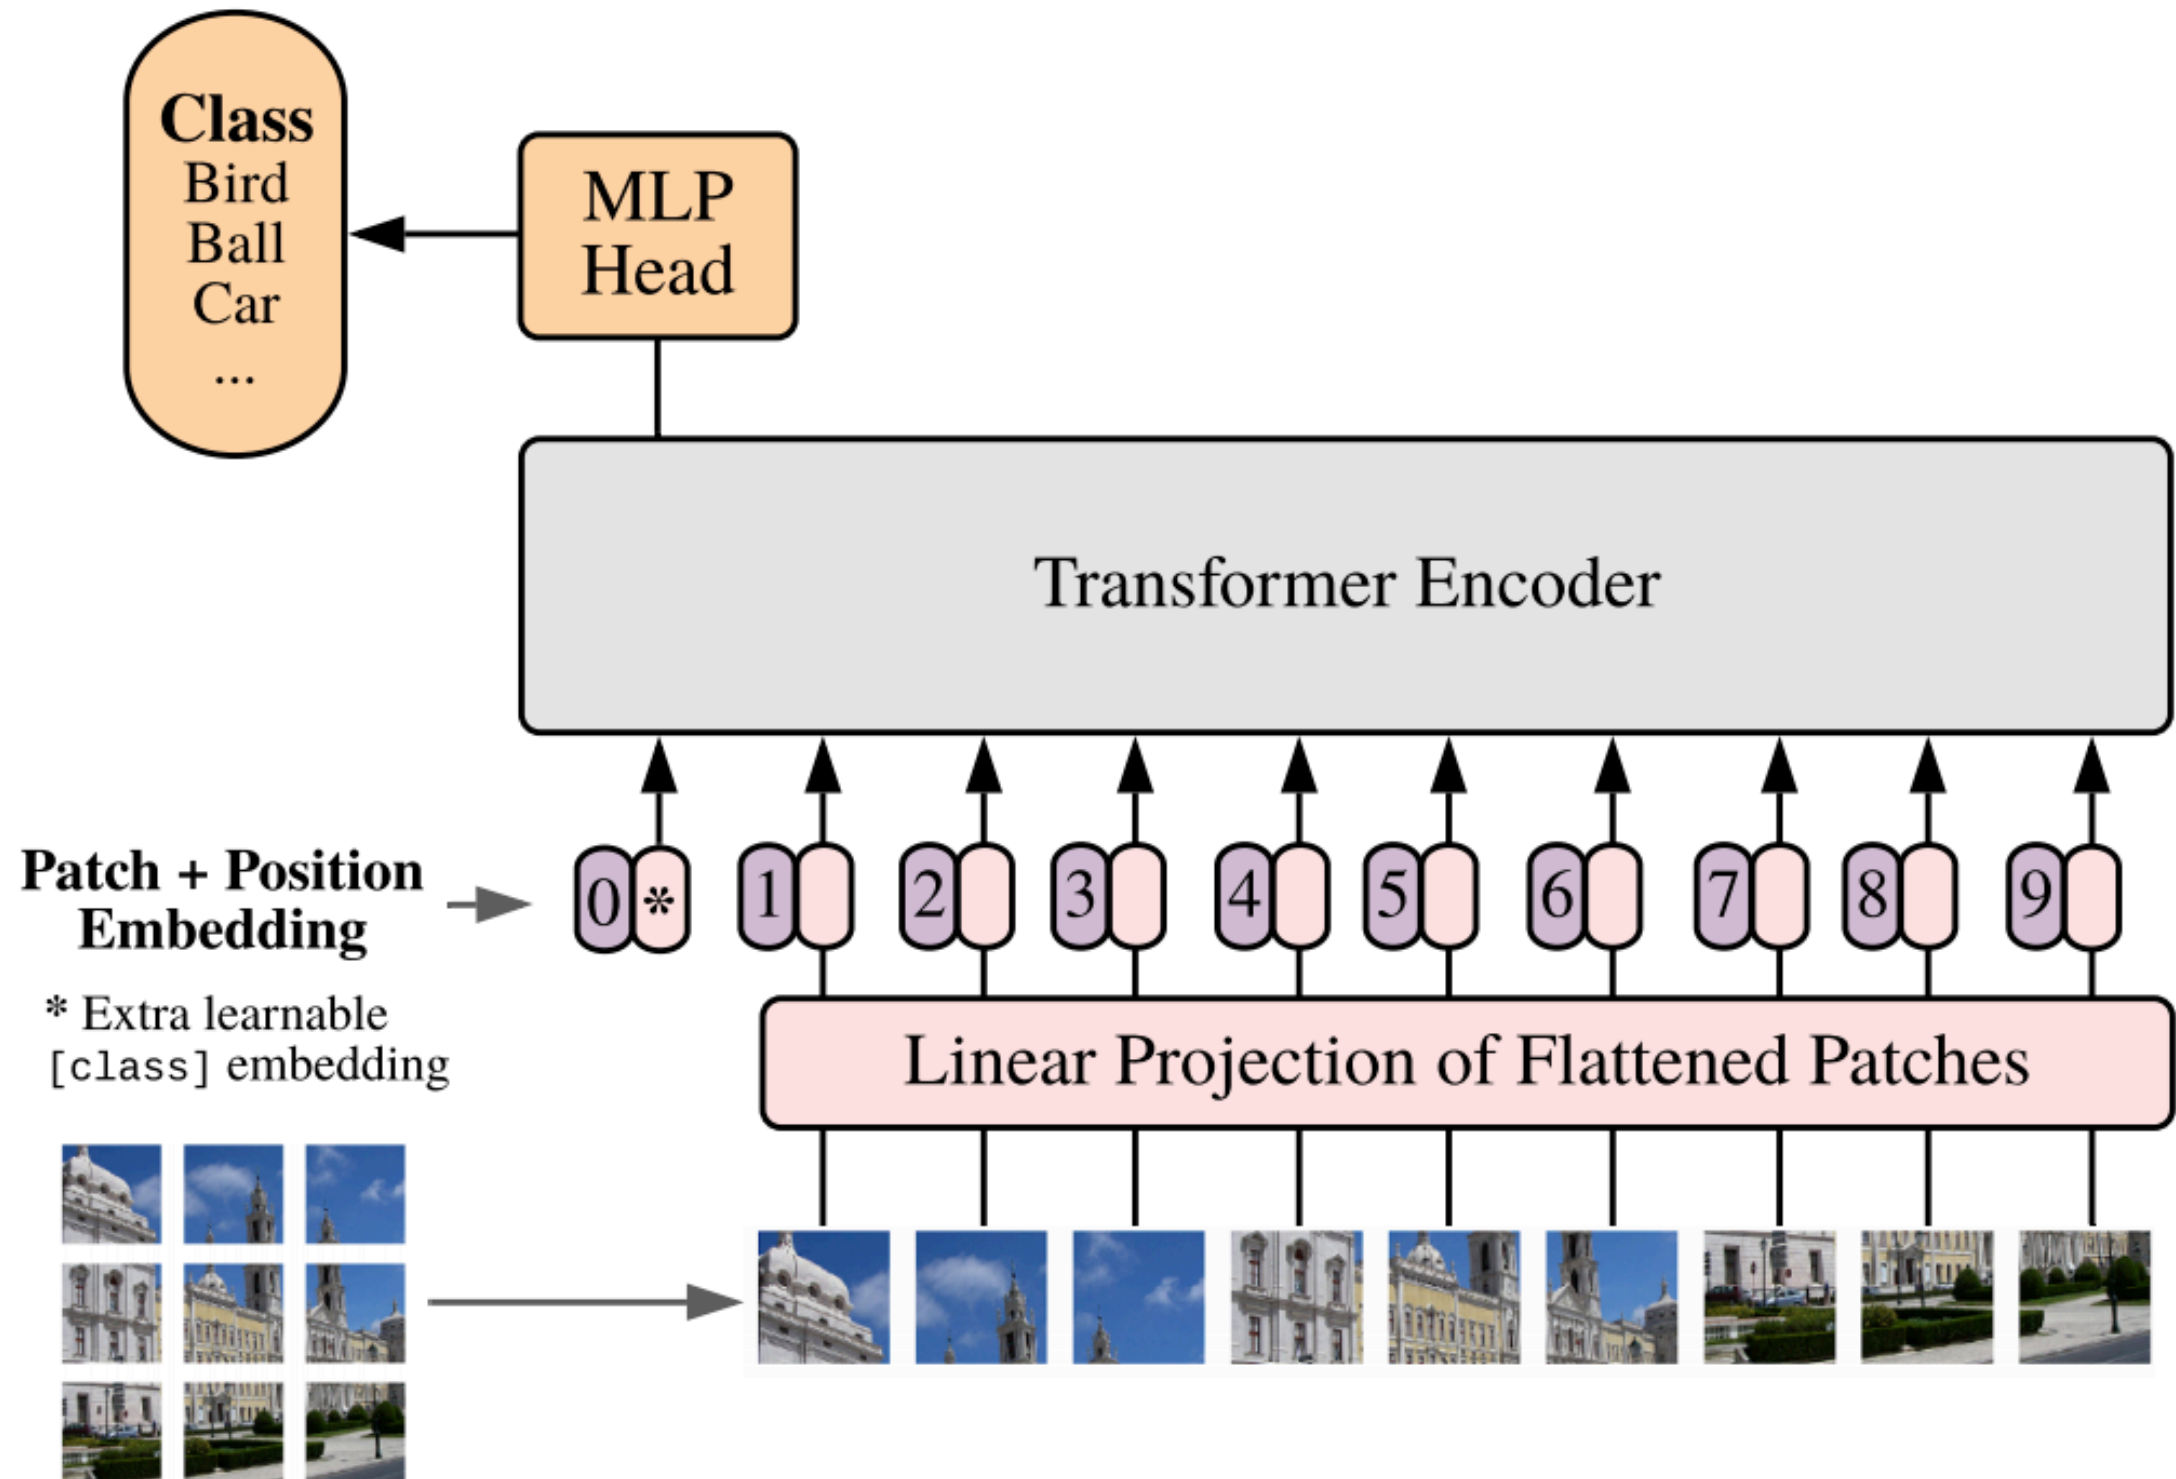 Class
Bird
Ball
Car
...
MLP
Head
Transformer Encoder
Patch + Position
Embedding
0 * 1 2 3 4 5 6 7 8 9
* Extra learnable
[class] embedding
Linear Projection of Flattened Patches